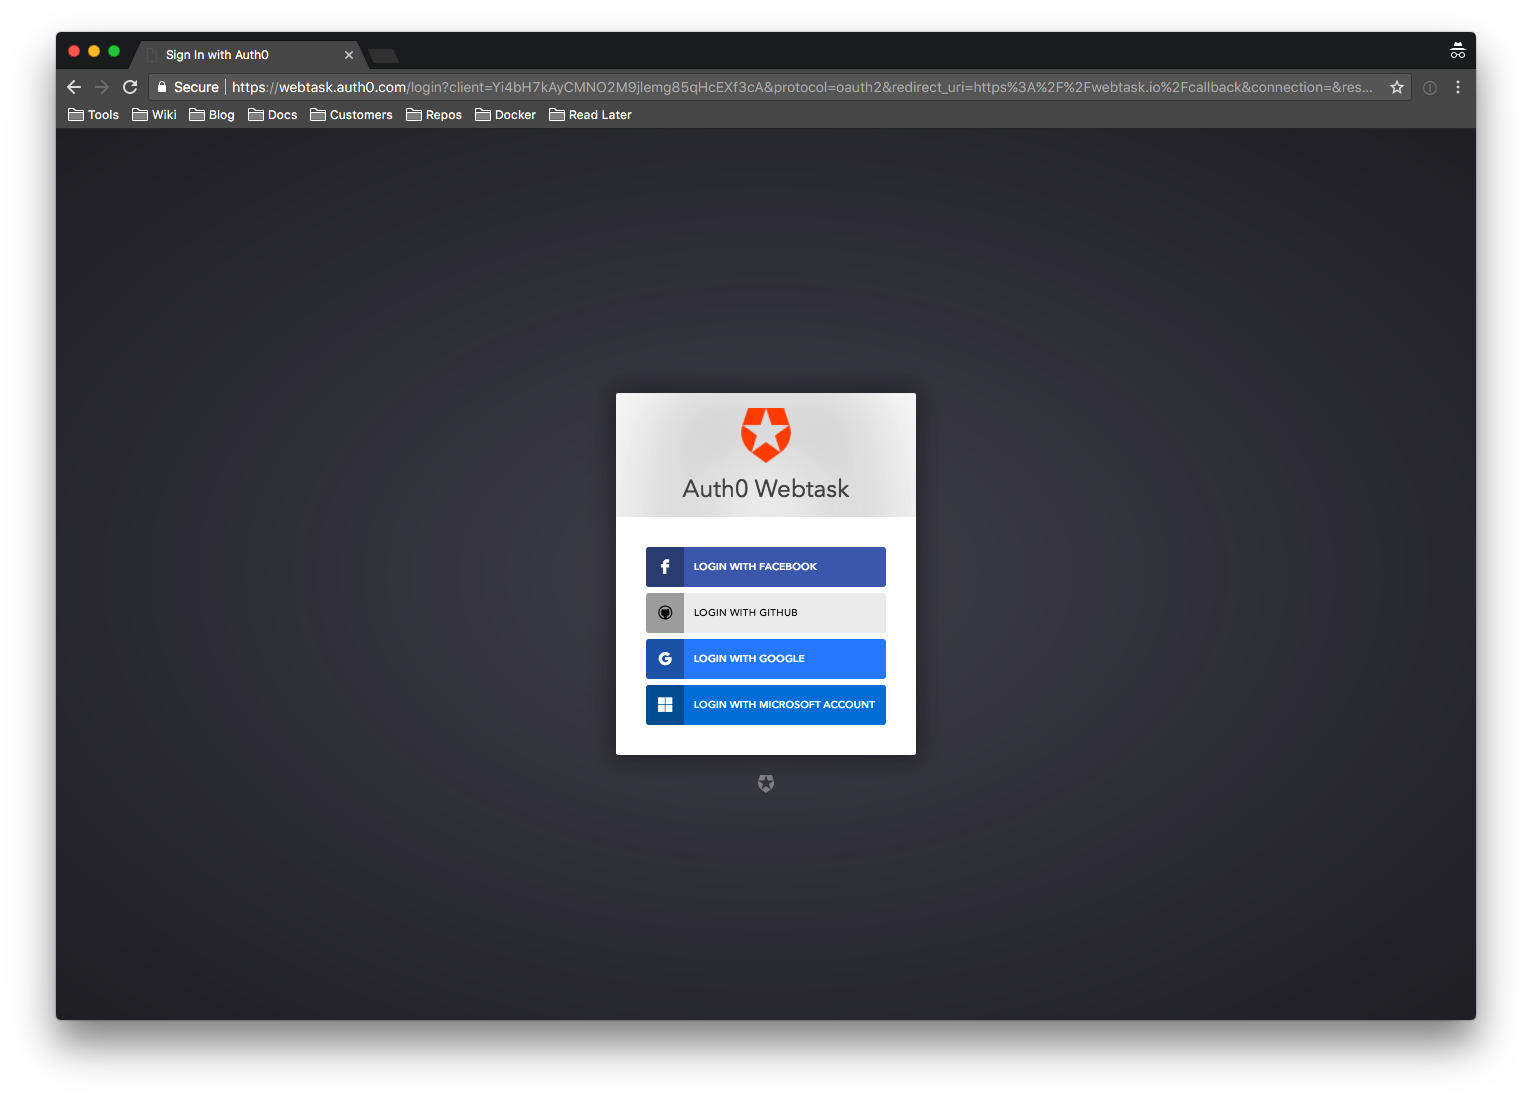 Sign In with Auth0
Secure https://webtask.auth0.com/login?client=Yi4bH7kAyCMNO2M9jlemg85qHcEXf3cA&protocol=oauth2&redirect_uri=https%3A%2F%2Fwebtask.io%2Fcallback&connection=&res...
Tools Wiki Blog Docs Customers Repos Docker Read Later
Auth0 Webtask
LOGIN WITH FACEBOOK
LOGIN WITH GITHUB
LOGIN WITH GOOGLE
LOGIN WITH MICROSOFT ACCOUNT